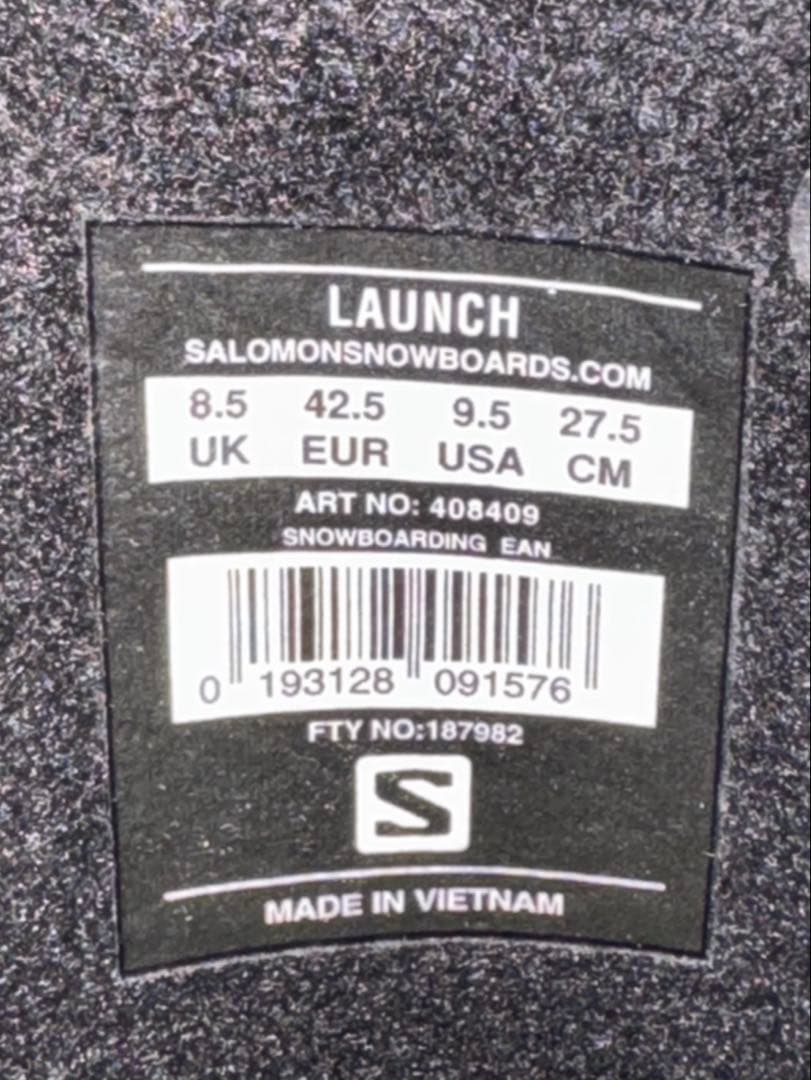 LAUNCH
SALOMONSNOWBOARDS.COM
8.5 42.5 9.5 27.5
UK EUR USA CM
ART NO: 408409
SNOWBOARDING EAN
0 193128 091576
FTY NO:187982
S
MADE IN VIETNAM